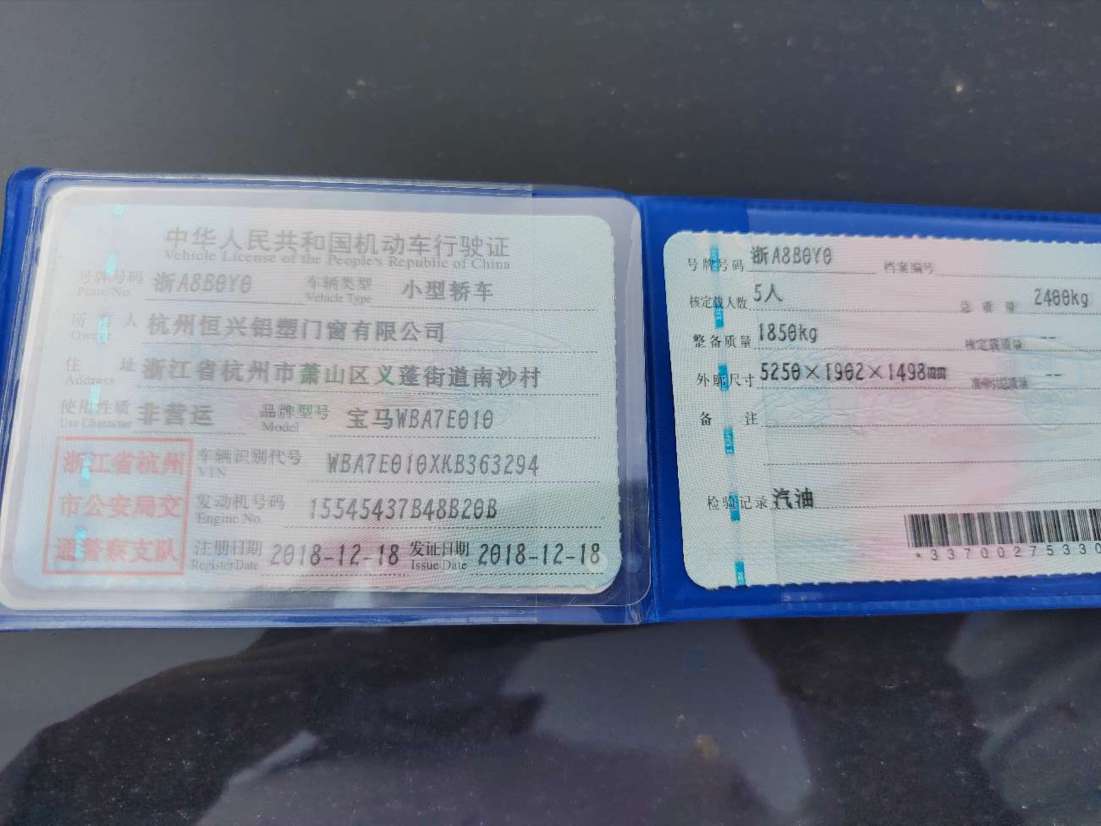 中华人民共和国机动车行驶证
Vehicle License of the People's Republic of China
号牌号码 浙A8B0Y0 车辆类型 小型轿车
Plate No. Vehicle Type
所有人 杭州恒兴铝塑门窗有限公司
Owner
住址 浙江省杭州市萧山区义蓬街道南沙村
Address
使用性质 非营运 品牌型号 宝马WBA7E010
Use Character Model
浙江省杭州
市公安局交
通警察支队
车辆识别代号 WBA7E010XKB363294
VIN
发动机号码 15545437B48B20B
Engine No.
注册日期 2018-12-18 发证日期 2018-12-18
Register Date Issue Date
号牌号码 浙A8B0Y0 档案编号
核定载人数 5人 总质量 2400kg
整备质量 1850kg 核定载质量 --
外廓尺寸 5250×1902×1498mm 准牵引总质量 --
备注
检验记录 汽油
*33700275330